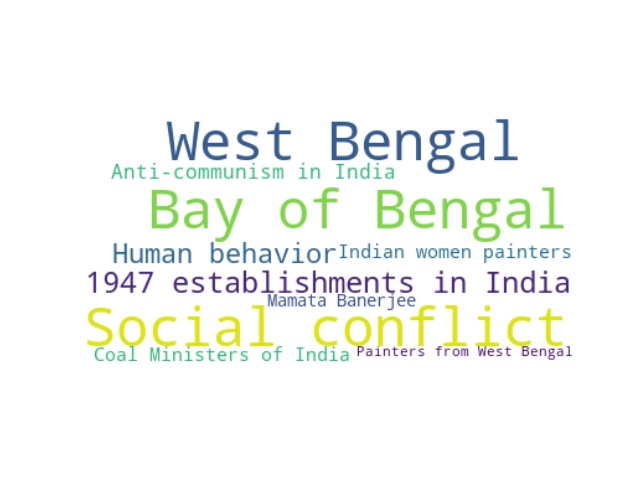 West Bengal
Anti-communism in India
Bay of Bengal
Human behavior
Indian women painters
1947 establishments in India
Mamata Banerjee
Social conflict
Coal Ministers of India
Painters from West Bengal